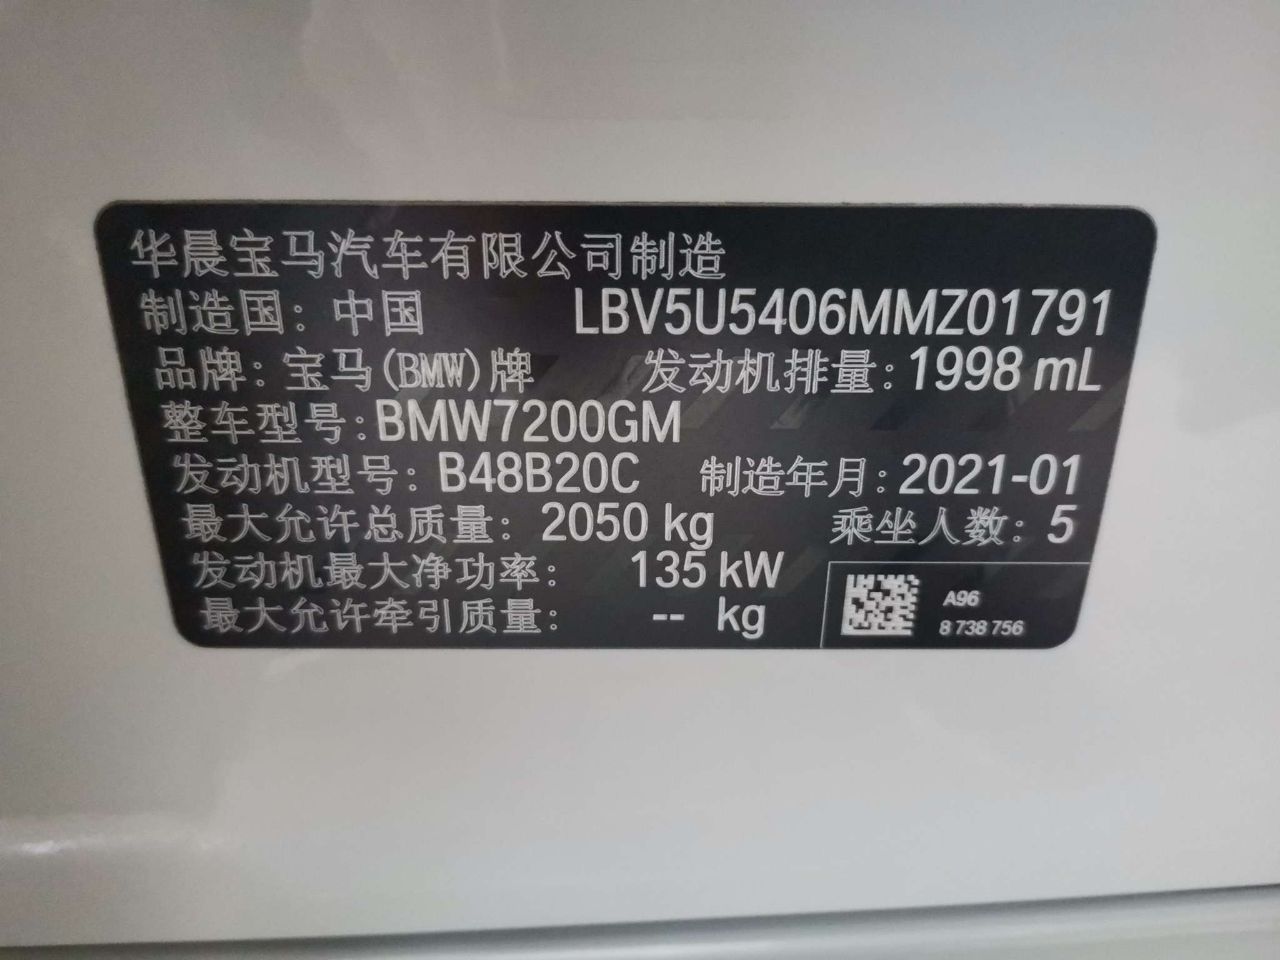 华晨宝马汽车有限公司制造
制造国：中国 LBV5U5406MMZ01791
品牌：宝马(BMW)牌 发动机排量：1998 mL
整车型号：BMW7200GM
发动机型号：B48B20C 制造年月：2021-01
最大允许总质量：2050 kg 乘坐人数：5
发动机最大净功率：135 kW
最大允许牵引质量：-- kg
A96
8 738 756